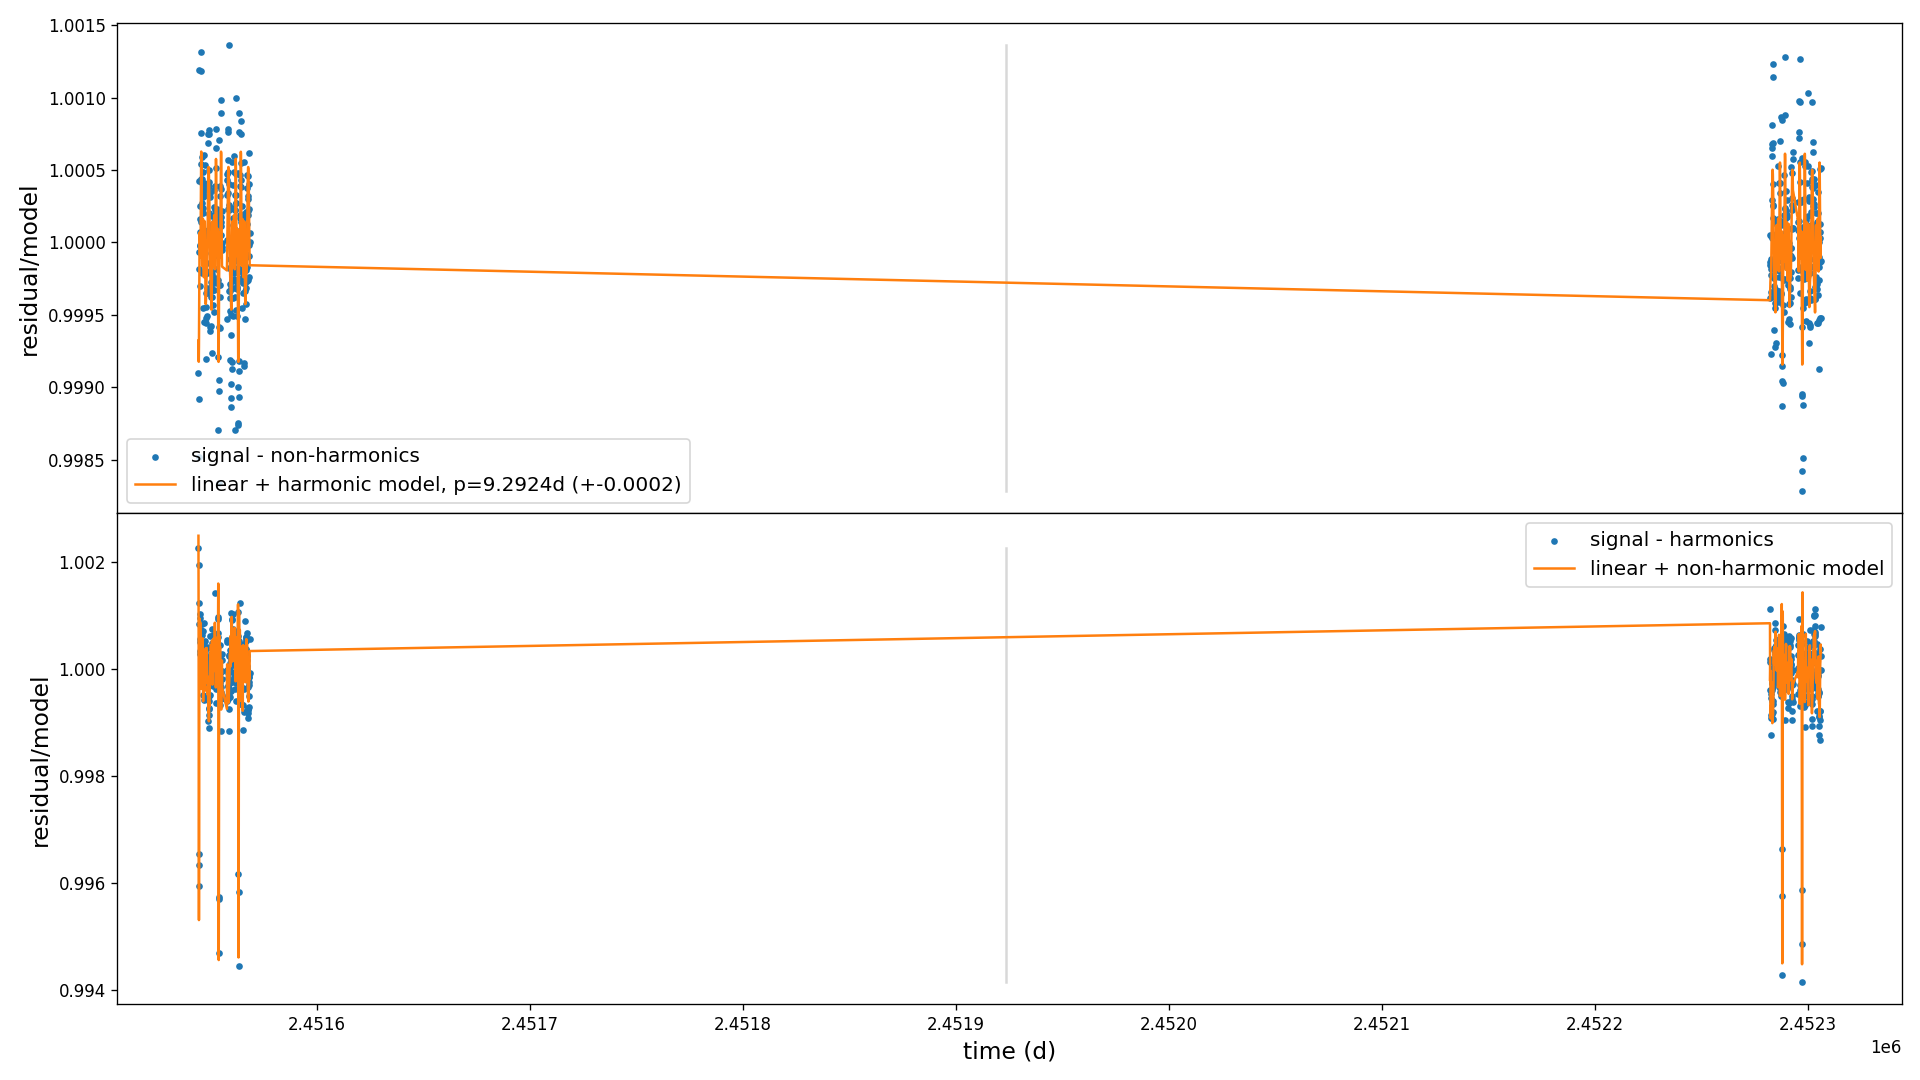 1.0015
1.0010
1.0005
1.0000
0.9995
0.9990
0.9985
residual/model
signal - non-harmonics
linear + harmonic model, p=9.2924d (+-0.0002)
1.002
1.000
0.998
0.996
0.994
residual/model
signal - harmonics
linear + non-harmonic model
2.4516 2.4517 2.4518 2.4519 2.4520 2.4521 2.4522 2.4523
1e6
time (d)